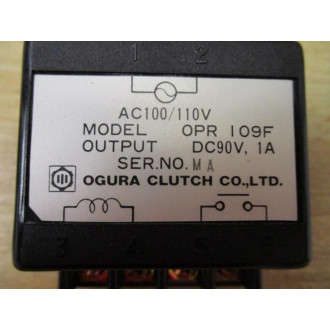 1 2
AC100/110V
MODEL OPR 109F
OUTPUT DC90V, 1A
SER.NO. MA
OGURA CLUTCH CO.,LTD.
3 4 5 6